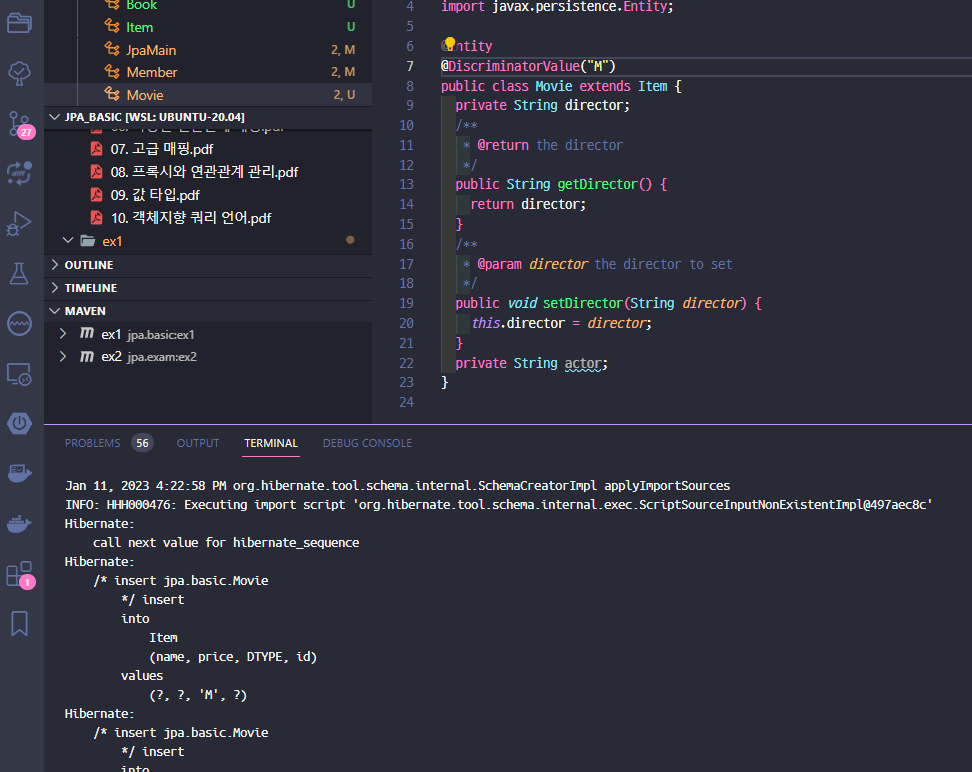 Book U
Item U
JpaMain 2, M
Member 2, M
Movie 2, U
JPA_BASIC [WSL: UBUNTU-20.04]
07. 고급 매핑.pdf
08. 프록시와 연관관계 관리.pdf
09. 값 타입.pdf
10. 객체지향 쿼리 언어.pdf
ex1
OUTLINE
TIMELINE
MAVEN
ex1 jpa.basic:ex1
ex2 jpa.exam:ex2
27
1
4 import javax.persistence.Entity;
5
6 @Entity
7 @DiscriminatorValue("M")
8 public class Movie extends Item {
9 private String director;
10 /**
11 * @return the director
12 */
13 public String getDirector() {
14 return director;
15 }
16 /**
17 * @param director the director to set
18 */
19 public void setDirector(String director) {
20 this.director = director;
21 }
22 private String actor;
23 }
24
PROBLEMS 56 OUTPUT TERMINAL DEBUG CONSOLE
Jan 11, 2023 4:22:58 PM org.hibernate.tool.schema.internal.SchemaCreatorImpl applyImportSources
INFO: HHH000476: Executing import script 'org.hibernate.tool.schema.internal.exec.ScriptSourceInputNonExistentImpl@497aec8c'
Hibernate:
call next value for hibernate_sequence
Hibernate:
/* insert jpa.basic.Movie
*/ insert
into
Item
(name, price, DTYPE, id)
values
(?, ?, 'M', ?)
Hibernate:
/* insert jpa.basic.Movie
*/ insert
into